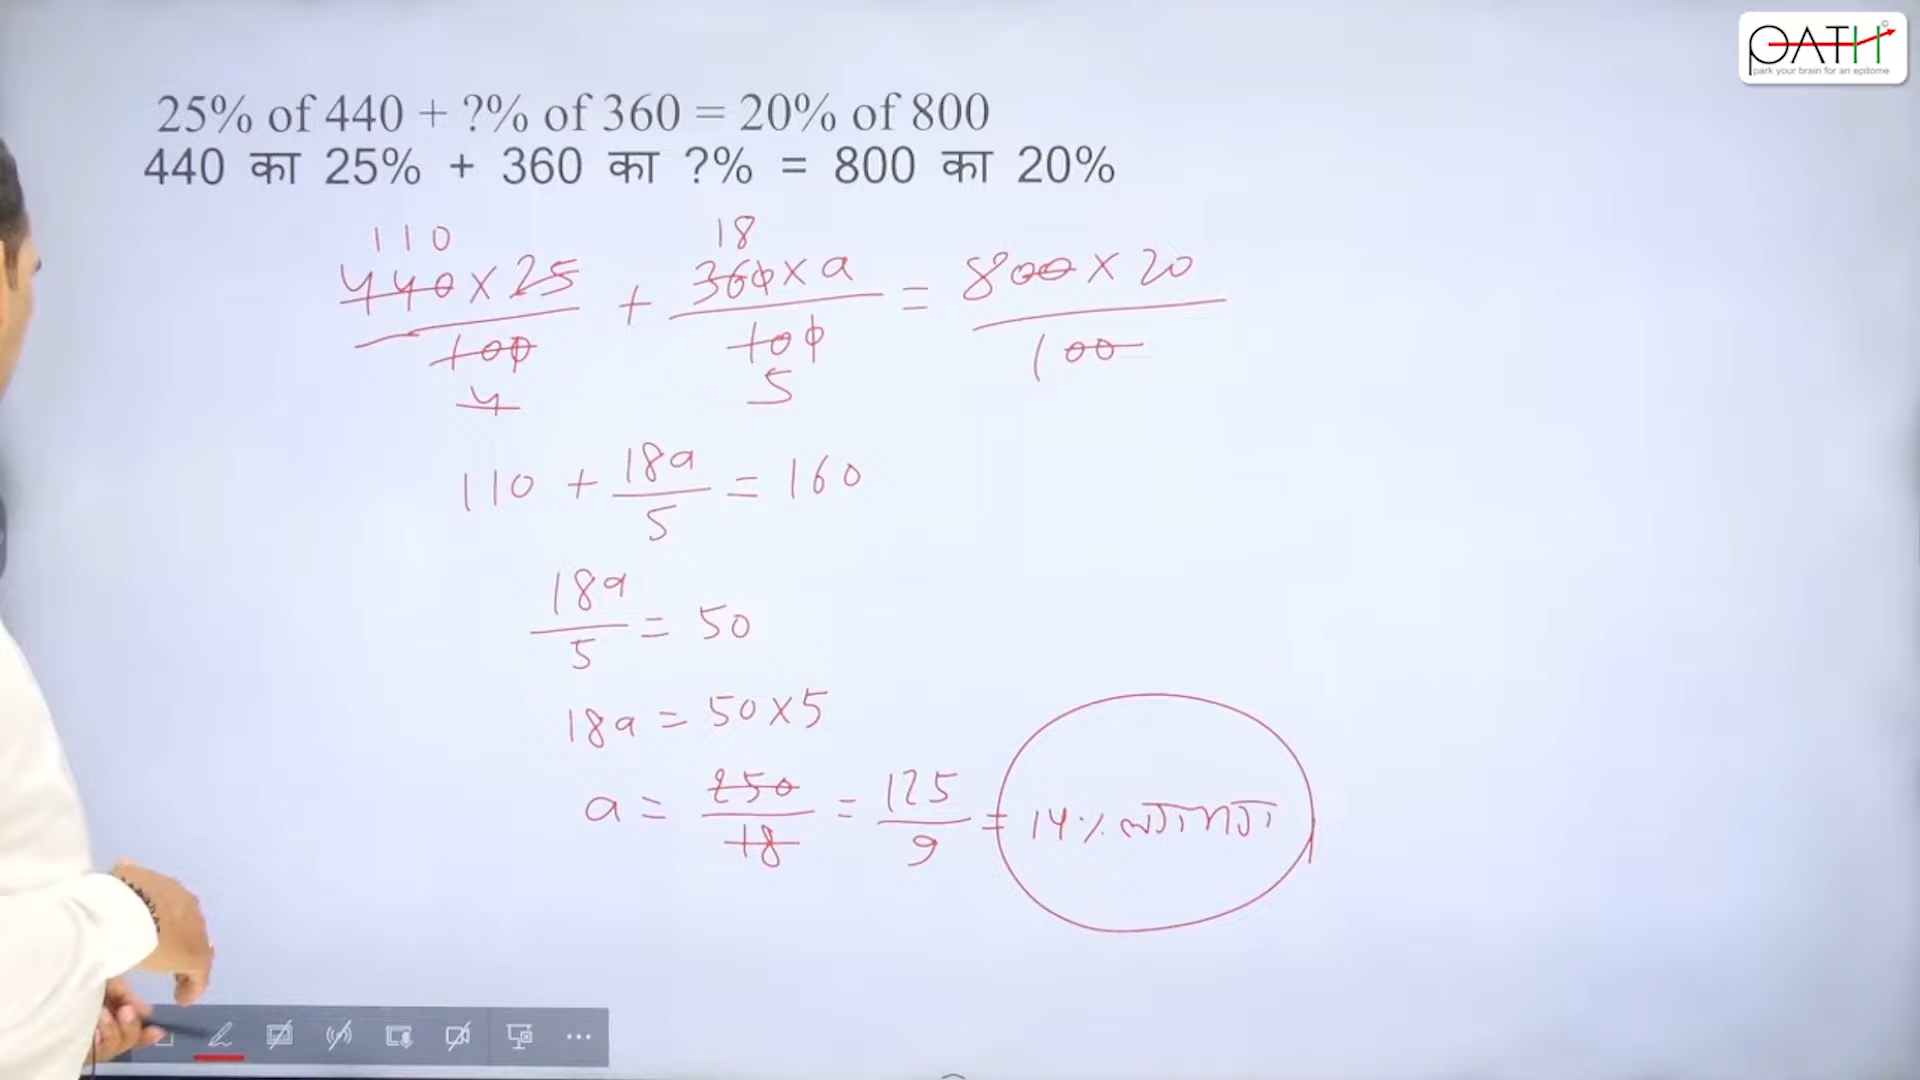 PATH ©
park your brain for an epitome
25% of 440 + ?% of 360 = 20% of 800
440 का 25% + 360 का ?% = 800 का 20%
110 18
440 × 25 + 360 × a = 800 × 20
100 100 100
4 5
110 + 18a/5 = 160
18a/5 = 50
18a = 50 × 5
a = 250/18 = 125/9 = 14% लगभग